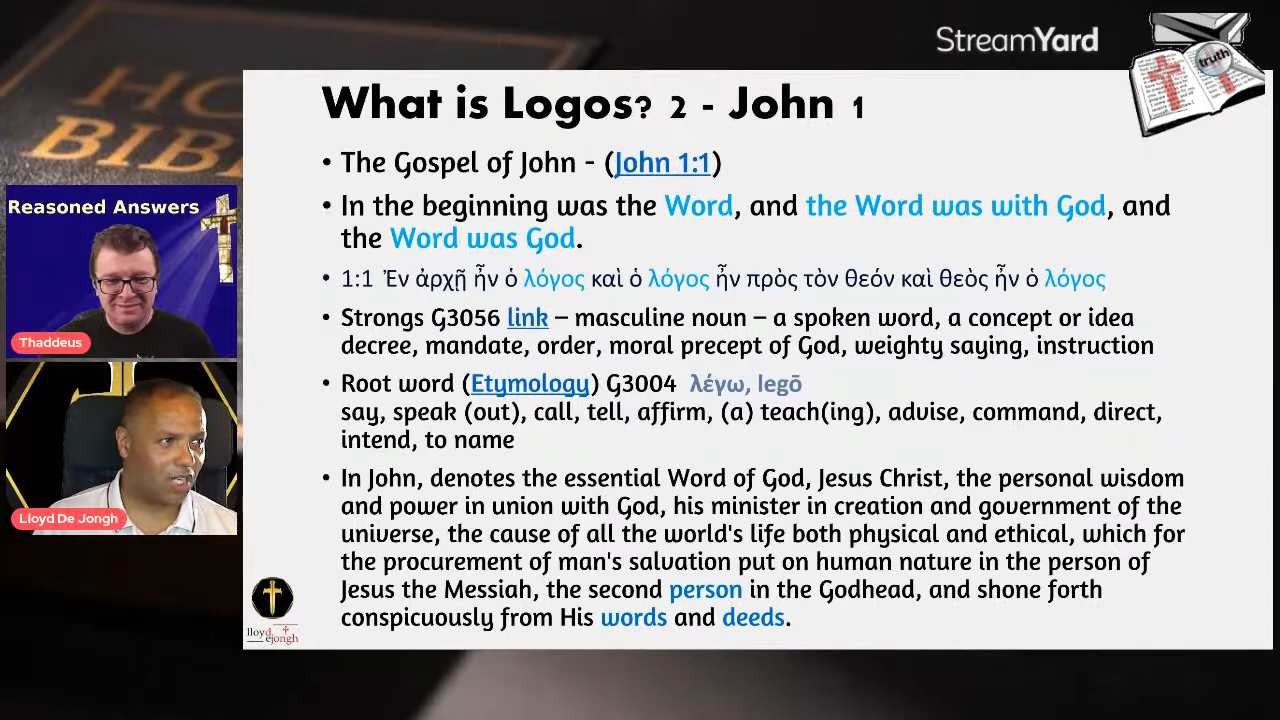 StreamYard
truth
HOLY
BIB
What is Logos? 2 - John 1
• The Gospel of John - (John 1:1)
• In the beginning was the Word, and the Word was with God, and
the Word was God.
• 1:1 Ἐν ἀρχῇ ἦν ὁ λόγος καὶ ὁ λόγος ἦν πρὸς τὸν θεόν καὶ θεὸς ἦν ὁ λόγος
• Strongs G3056 link – masculine noun – a spoken word, a concept or idea
decree, mandate, order, moral precept of God, weighty saying, instruction
• Root word (Etymology) G3004 λέγω, legō
say, speak (out), call, tell, affirm, (a) teach(ing), advise, command, direct,
intend, to name
• In John, denotes the essential Word of God, Jesus Christ, the personal wisdom
and power in union with God, his minister in creation and government of the
universe, the cause of all the world's life both physical and ethical, which for
the procurement of man's salvation put on human nature in the person of
Jesus the Messiah, the second person in the Godhead, and shone forth
conspicuously from His words and deeds.
Reasoned Answers
Thaddeus
Lloyd De Jongh
lloyd
ejongh